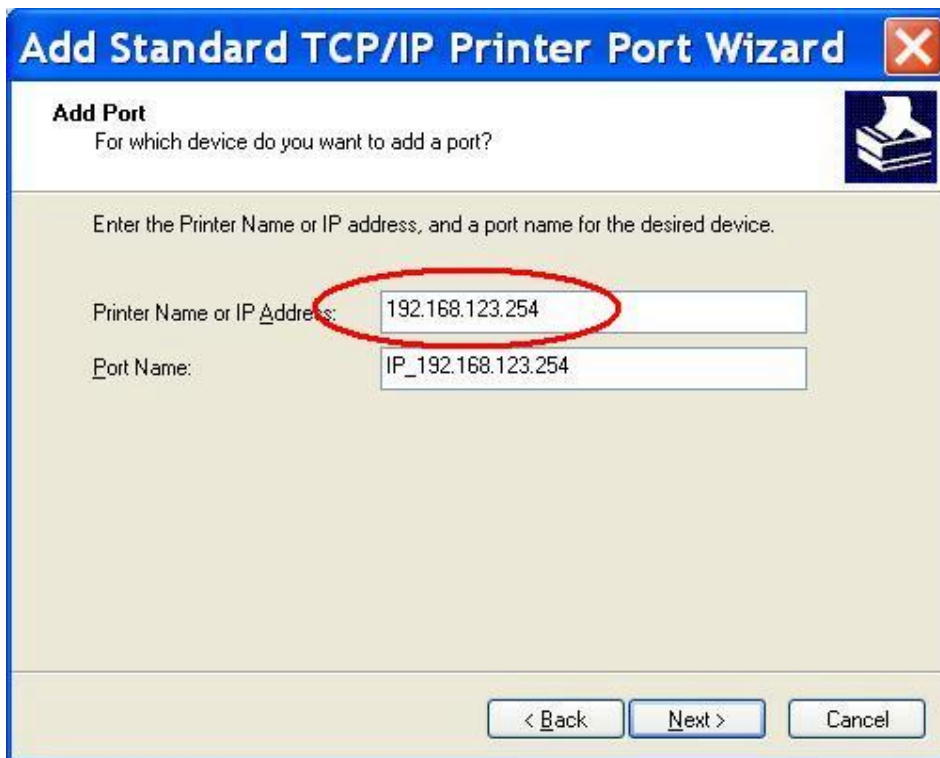 Add Standard TCP/IP Printer Port Wizard
Add Port
For which device do you want to add a port?
Enter the Printer Name or IP address, and a port name for the desired device.
Printer Name or IP Address: 192.168.123.254
Port Name: IP_192.168.123.254
< Back Next > Cancel